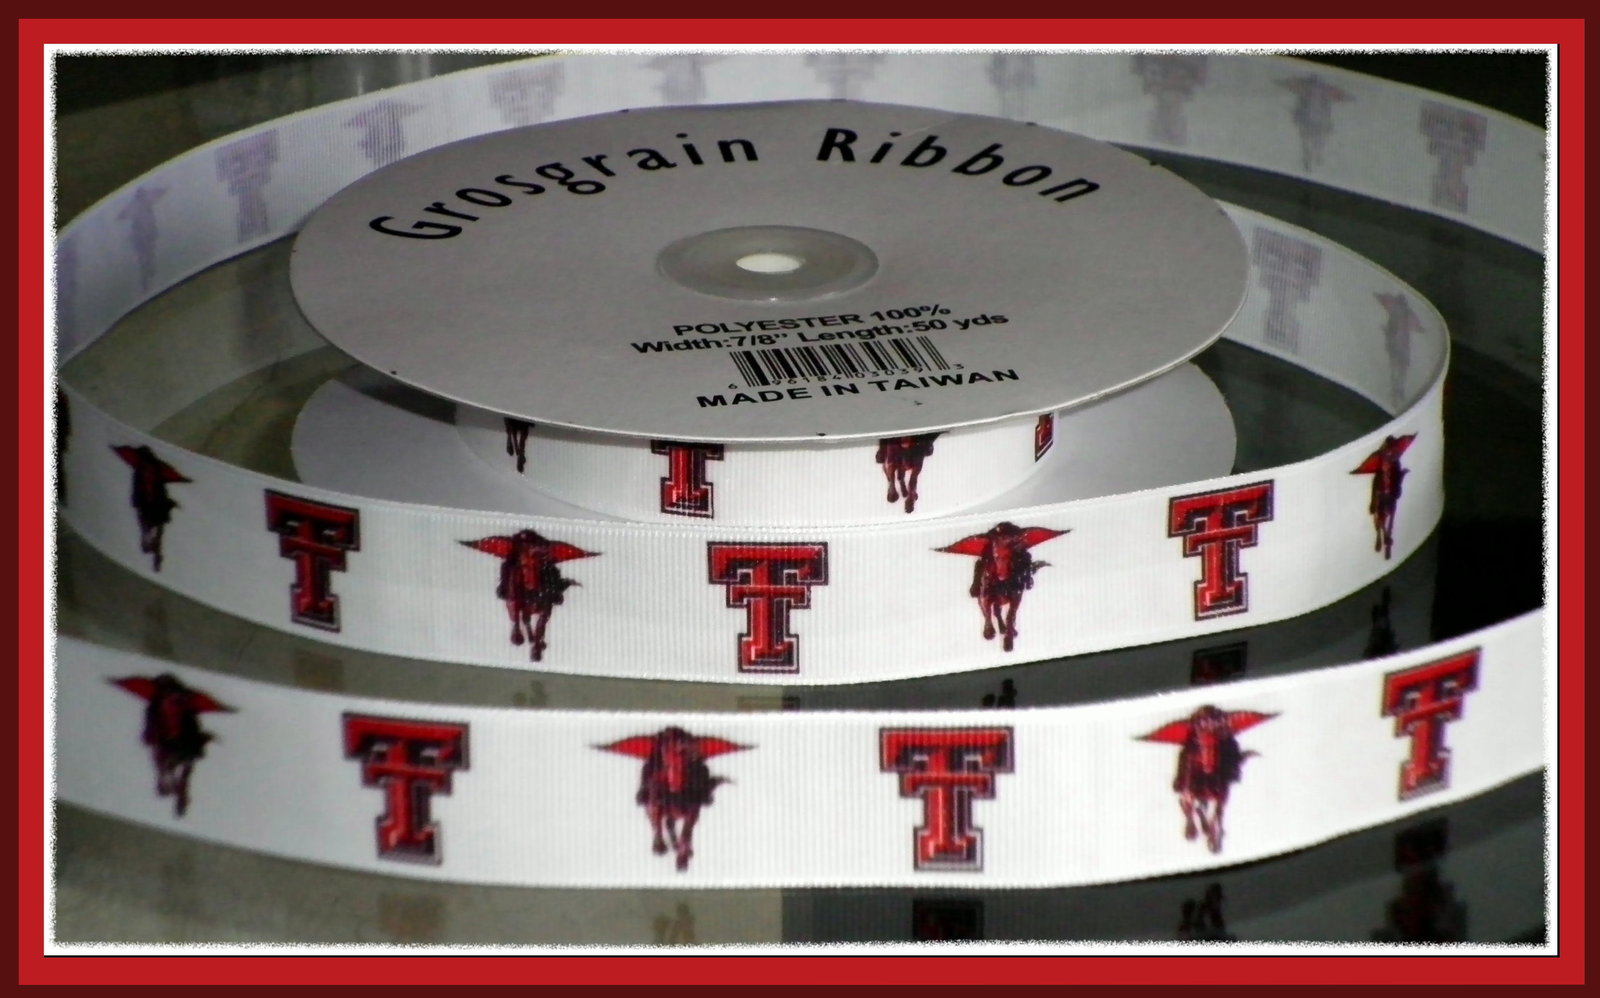 Grosgrain Ribbon
POLYESTER 100%
Width:7/8" Length:50 yds
MADE IN TAIWAN